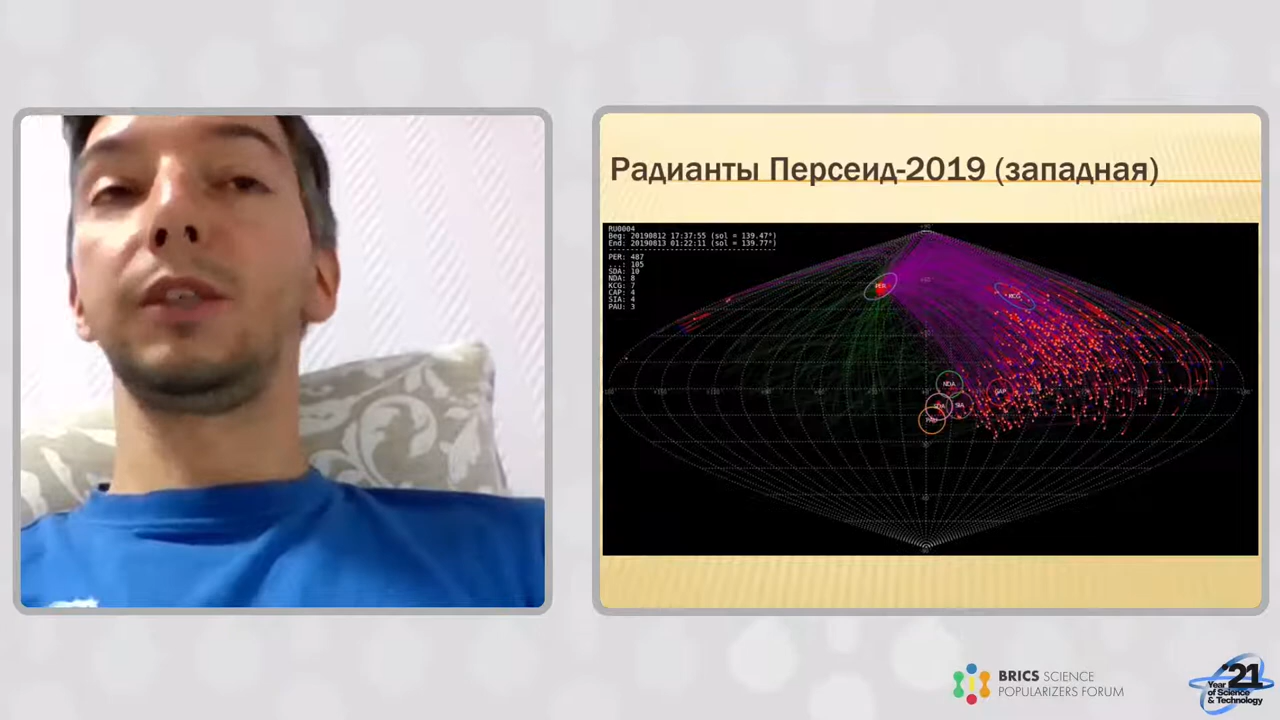 Радианты Персеид-2019 (западная)
RU0004
Beg: 20190812 17:37:55 (sol = 139.47°)
End: 20190813 01:22:11 (sol = 139.77°)
PER: 487
...: 105
SDA: 10
NDA: 8
KCG: 7
CAP: 4
SIA: 4
PAU: 3
PER
KCG
NDA
SIA
CAP
PAU
BRICS SCIENCE
POPULARIZERS FORUM
'21
Year
of Science
& Technology